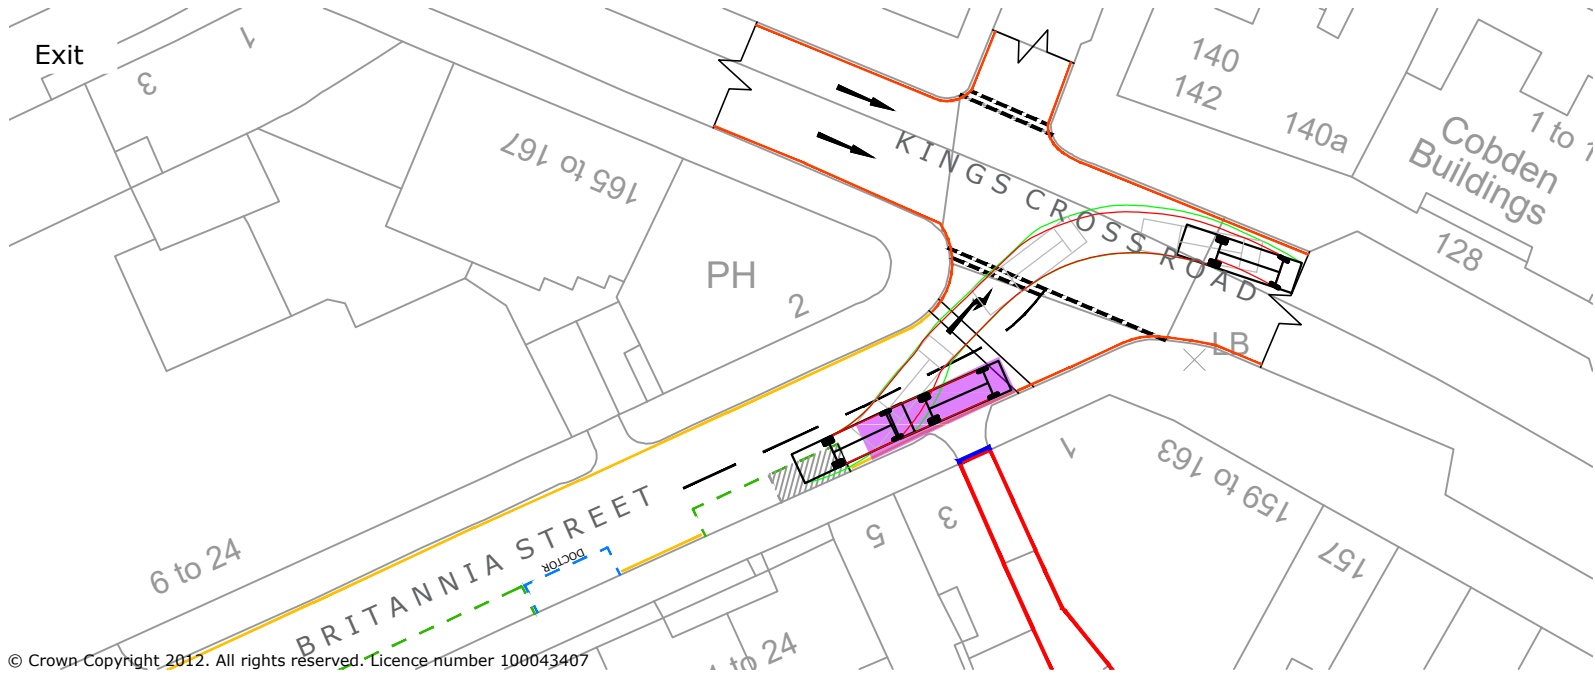 Exit
1
3
140
142
140a
1 to 1
Cobden
Buildings
KINGS CROSS ROAD
165 to 167
128
PH
2
LB
1
159 to 163
3
5
157
BRITANNIA STREET
DOCTOR
6 to 24
to 24
© Crown Copyright 2012. All rights reserved. Licence number 100043407